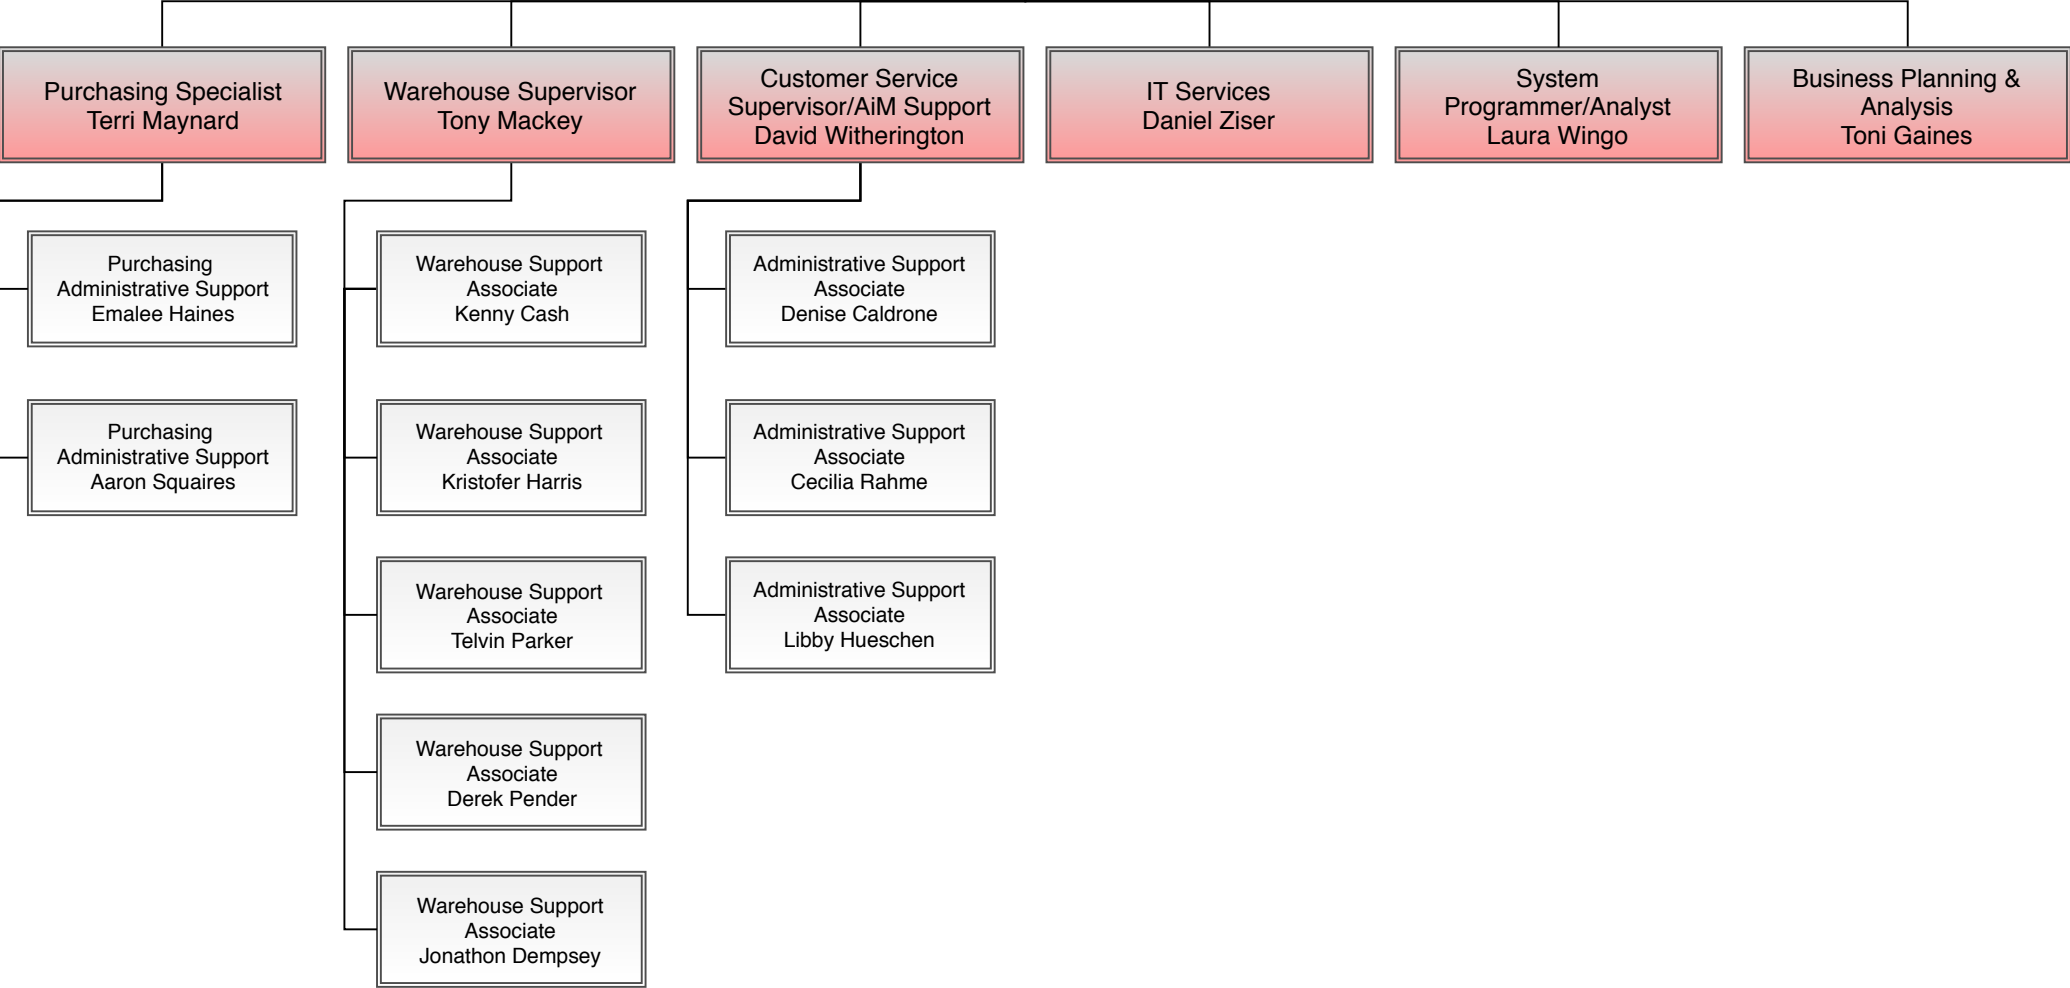 Purchasing Specialist
Terri Maynard
Warehouse Supervisor
Tony Mackey
Customer Service
Supervisor/AiM Support
David Witherington
IT Services
Daniel Ziser
System
Programmer/Analyst
Laura Wingo
Business Planning &
Analysis
Toni Gaines
Purchasing
Administrative Support
Emalee Haines
Purchasing
Administrative Support
Aaron Squaires
Warehouse Support
Associate
Kenny Cash
Warehouse Support
Associate
Kristofer Harris
Warehouse Support
Associate
Telvin Parker
Warehouse Support
Associate
Derek Pender
Warehouse Support
Associate
Jonathon Dempsey
Administrative Support
Associate
Denise Caldrone
Administrative Support
Associate
Cecilia Rahme
Administrative Support
Associate
Libby Hueschen